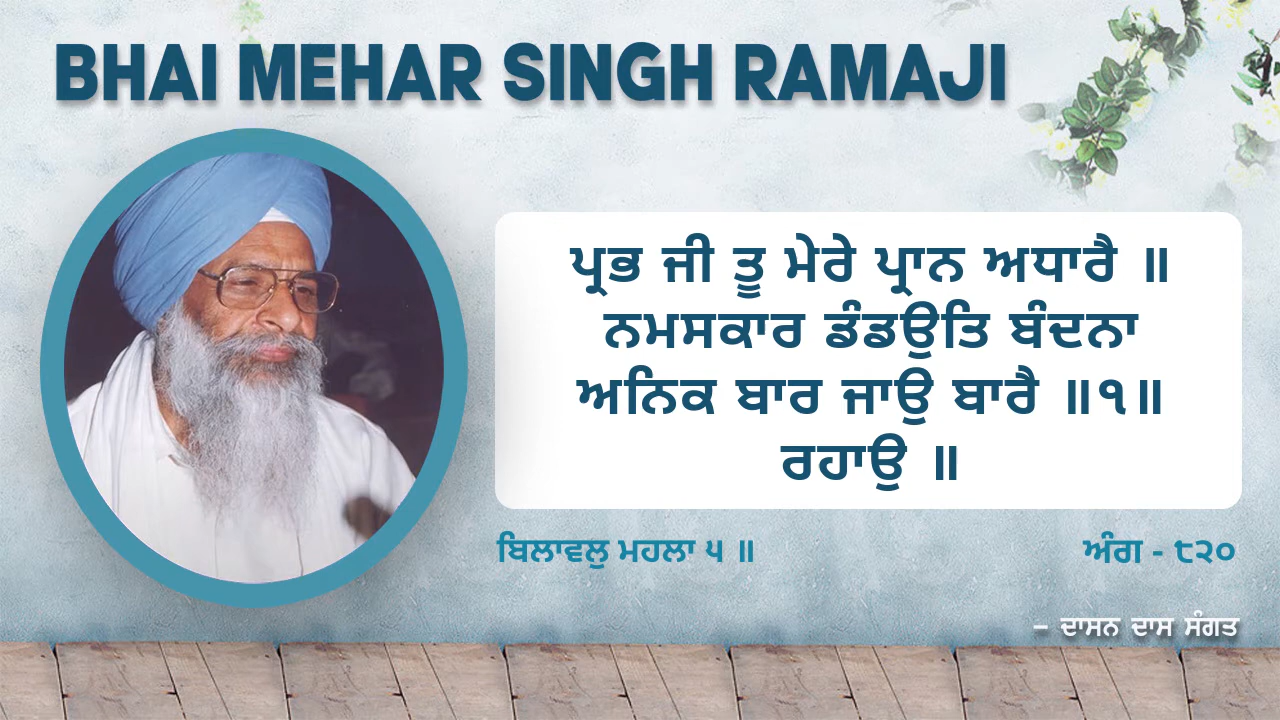 BHAI MEHAR SINGH RAMAJI
ਪ੍ਰਭ ਜੀ ਤੂ ਮੇਰੇ ਪ੍ਰਾਨ ਅਧਾਰੈ ॥
ਨਮਸਕਾਰ ਡੰਡਉਤਿ ਬੰਦਨਾ
ਅਨਿਕ ਬਾਰ ਜਾਉ ਬਾਰੈ ॥੧॥
ਰਹਾਉ ॥
ਬਿਲਾਵਲੁ ਮਹਲਾ ੫ ॥
ਅੰਗ - ੮੨੦
– ਦਾਸਨ ਦਾਸ ਸੰਗਤ